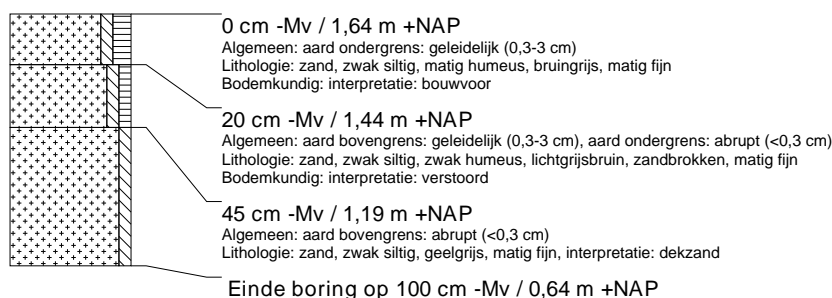 0 cm -Mv / 1,64 m +NAP
Algemeen: aard ondergrens: geleidelijk (0,3-3 cm)
Lithologie: zand, zwak siltig, matig humeus, bruingrijs, matig fijn
Bodemkundig: interpretatie: bouwvoor
20 cm -Mv / 1,44 m +NAP
Algemeen: aard bovengrens: geleidelijk (0,3-3 cm), aard ondergrens: abrupt (<0,3 cm)
Lithologie: zand, zwak siltig, zwak humeus, lichtgrijsbruin, zandbrokken, matig fijn
Bodemkundig: interpretatie: verstoord
45 cm -Mv / 1,19 m +NAP
Algemeen: aard bovengrens: abrupt (<0,3 cm)
Lithologie: zand, zwak siltig, geelgrijs, matig fijn, interpretatie: dekzand
Einde boring op 100 cm -Mv / 0,64 m +NAP